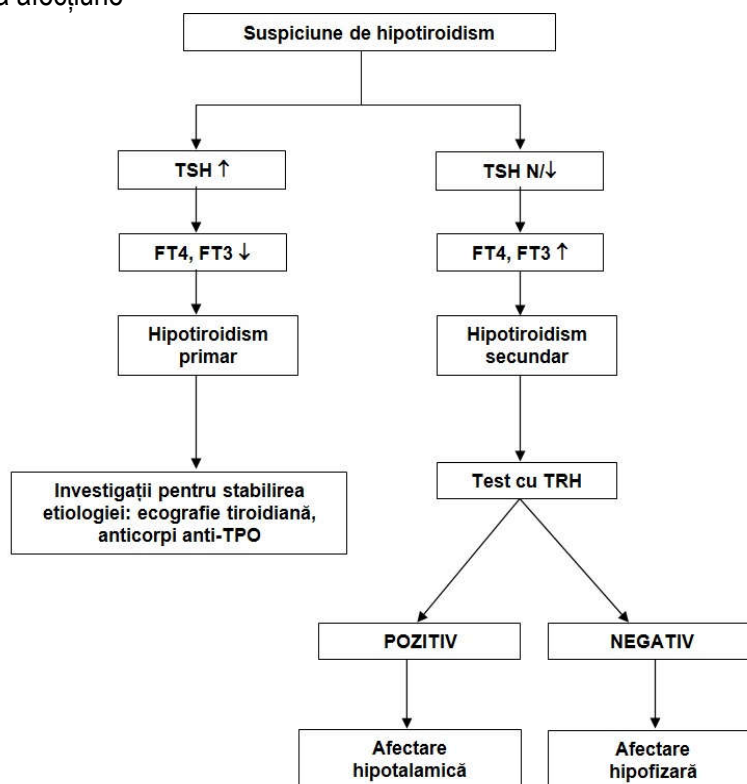 afecțiune
Suspiciune de hipotiroidism
TSH ↑
TSH N/↓
FT4, FT3 ↓
FT4, FT3 ↑
Hipotiroidism
primar
Hipotiroidism
secundar
Investigații pentru stabilirea
etiologiei: ecografie tiroidiană,
anticorpi anti-TPO
Test cu TRH
POZITIV
NEGATIV
Afectare
hipotalamică
Afectare
hipofizară